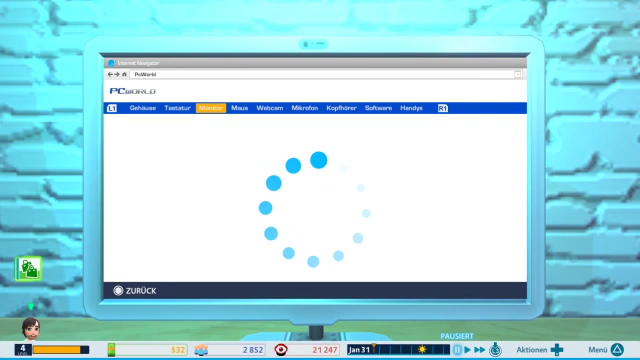 Internet Navigator
PcWorld
PCWORLD
L1 Gehäuse Tastatur Monitor Maus Webcam Mikrofon Kopfhörer Software Handys R1
ZURÜCK
PAUSIERT
4 LEVEL 532 2 852 21 247 Jan 31 Aktionen Menü